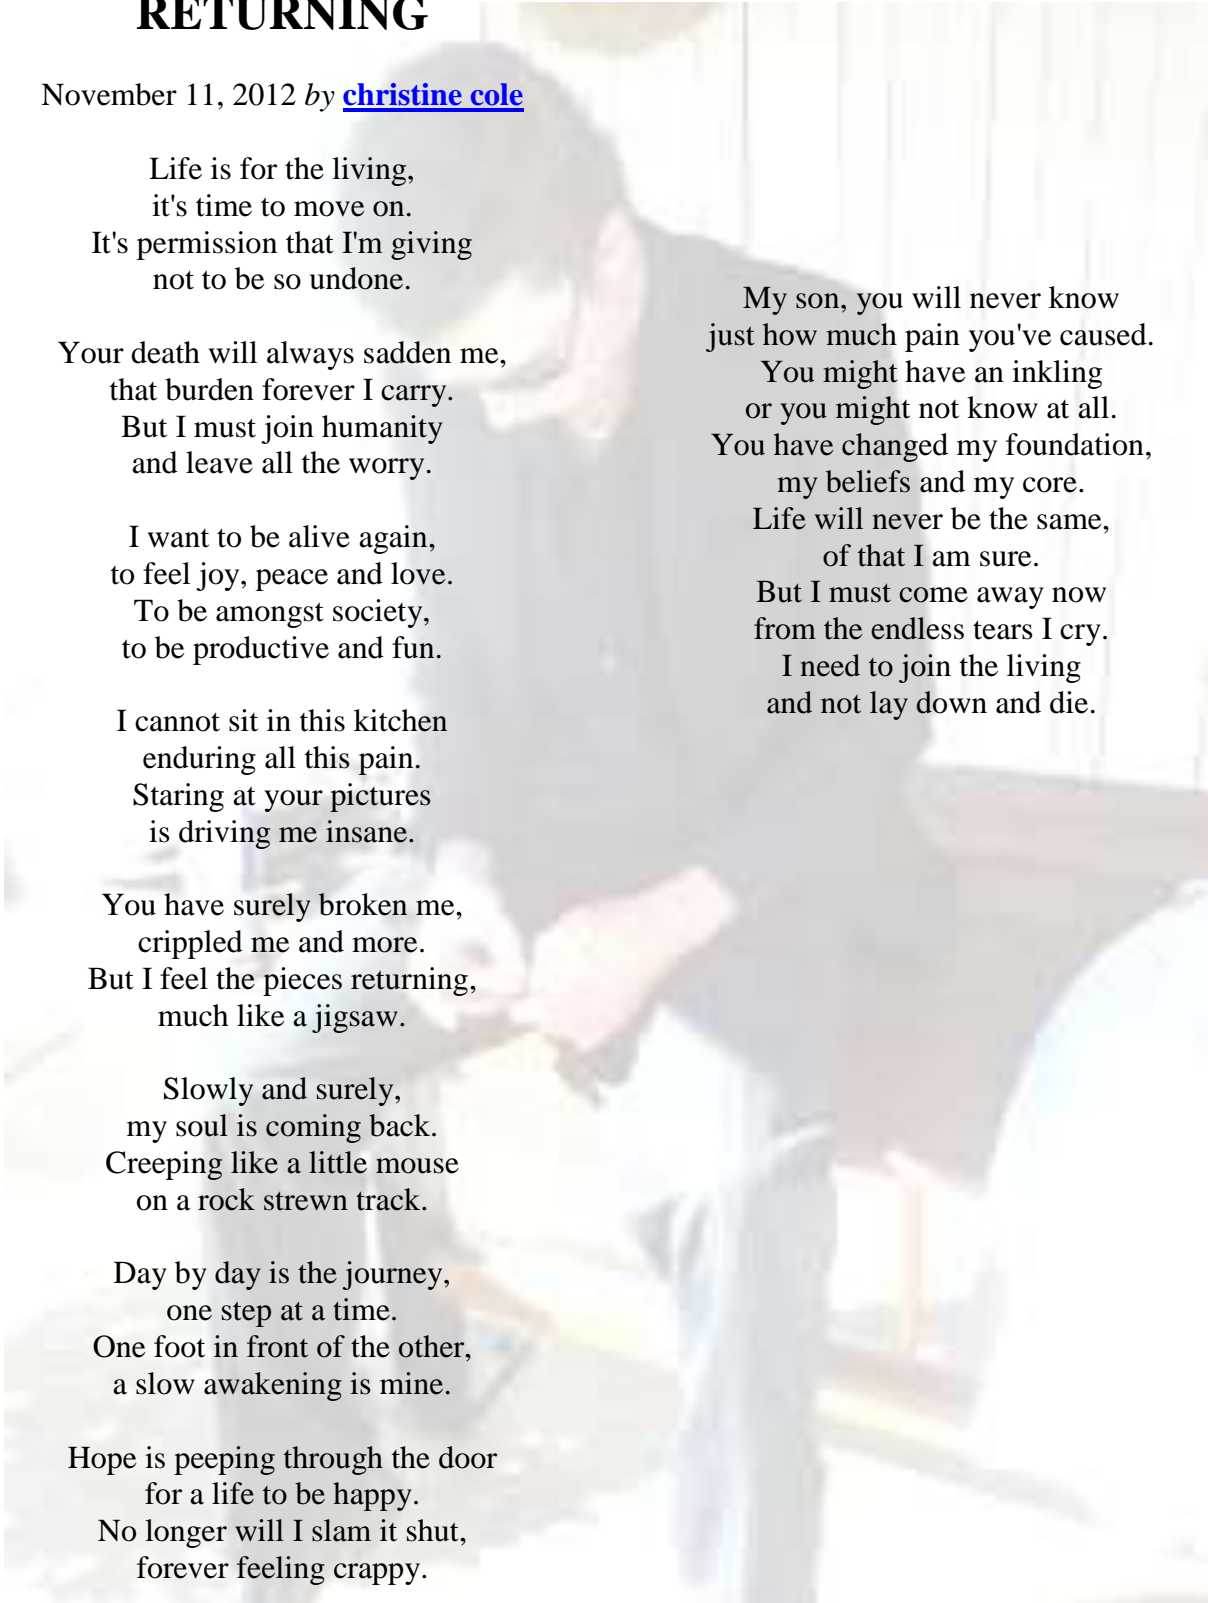 RETURNING
November 11, 2012 by christine cole
Life is for the living,
it's time to move on.
It's permission that I'm giving
not to be so undone.
Your death will always sadden me,
that burden forever I carry.
But I must join humanity
and leave all the worry.
I want to be alive again,
to feel joy, peace and love.
To be amongst society,
to be productive and fun.
I cannot sit in this kitchen
enduring all this pain.
Staring at your pictures
is driving me insane.
You have surely broken me,
crippled me and more.
But I feel the pieces returning,
much like a jigsaw.
Slowly and surely,
my soul is coming back.
Creeping like a little mouse
on a rock strewn track.
Day by day is the journey,
one step at a time.
One foot in front of the other,
a slow awakening is mine.
Hope is peeping through the door
for a life to be happy.
No longer will I slam it shut,
forever feeling crappy.
My son, you will never know
just how much pain you've caused.
You might have an inkling
or you might not know at all.
You have changed my foundation,
my beliefs and my core.
Life will never be the same,
of that I am sure.
But I must come away now
from the endless tears I cry.
I need to join the living
and not lay down and die.